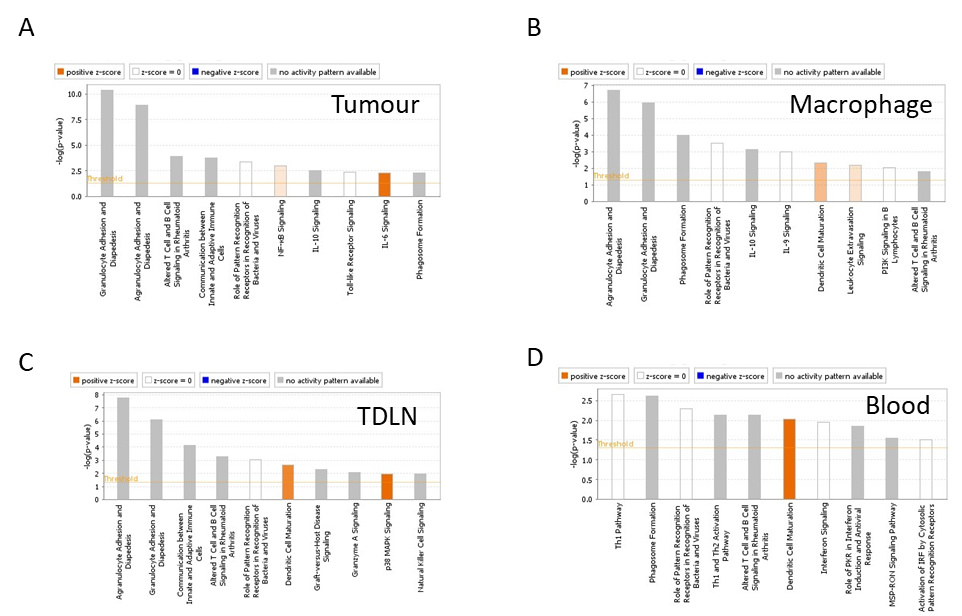 A
B
positive z-score z-score = 0 negative z-score no activity pattern available
Tumour
-log(p-value)
10.0
7.5
5.0
2.5
0.0
Threshold
Granulocyte Adhesion and
Diapedesis
Agranulocyte Adhesion and
Diapedesis
Altered T Cell and B Cell
Signaling in Rheumatoid
Arthritis
Communication between
Innate and Adaptive Immune
Cells
Role of Pattern Recognition
Receptors in Recognition of
Bacteria and Viruses
NF-κB Signaling
IL-10 Signaling
Toll-like Receptor Signaling
IL-6 Signaling
Phagosome Formation
positive z-score z-score = 0 negative z-score no activity pattern available
Macrophage
-log(p-value)
7
6
5
4
3
2
1
0
Threshold
Agranulocyte Adhesion and
Diapedesis
Granulocyte Adhesion and
Diapedesis
Phagosome Formation
Role of Pattern Recognition
Receptors in Recognition of
Bacteria and Viruses
IL-10 Signaling
IL-9 Signaling
Dendritic Cell Maturation
Leukocyte Extravasation
Signaling
PI3K Signaling in B
Lymphocytes
Altered T Cell and B Cell
Signaling in Rheumatoid
Arthritis
C
D
positive z-score z-score = 0 negative z-score no activity pattern available
TDLN
-log(p-value)
8
7
6
5
4
3
2
1
0
Threshold
Agranulocyte Adhesion and
Diapedesis
Granulocyte Adhesion and
Diapedesis
Communication between
Innate and Adaptive Immune
Cells
Altered T Cell and B Cell
Signaling in Rheumatoid
Arthritis
Role of Pattern Recognition
Receptors in Recognition of
Bacteria and Viruses
Dendritic Cell Maturation
Graft-versus-Host Disease
Signaling
Granzyme A Signaling
p38 MAPK Signaling
Natural Killer Cell Signaling
positive z-score z-score = 0 negative z-score no activity pattern available
Blood
-log(p-value)
2.5
2.0
1.5
1.0
0.5
0.0
Threshold
Th1 Pathway
Phagosome Formation
Role of Pattern Recognition
Receptors in Recognition of
Bacteria and Viruses
Th1 and Th2 Activation
Pathway
Altered T Cell and B Cell
Signaling in Rheumatoid
Arthritis
Dendritic Cell Maturation
Interferon Signaling
Role of PKR in Interferon
Induction and Antiviral
Response
MSP-RON Signaling Pathway
Activation of IRF by Cytosolic
Pattern Recognition Receptors